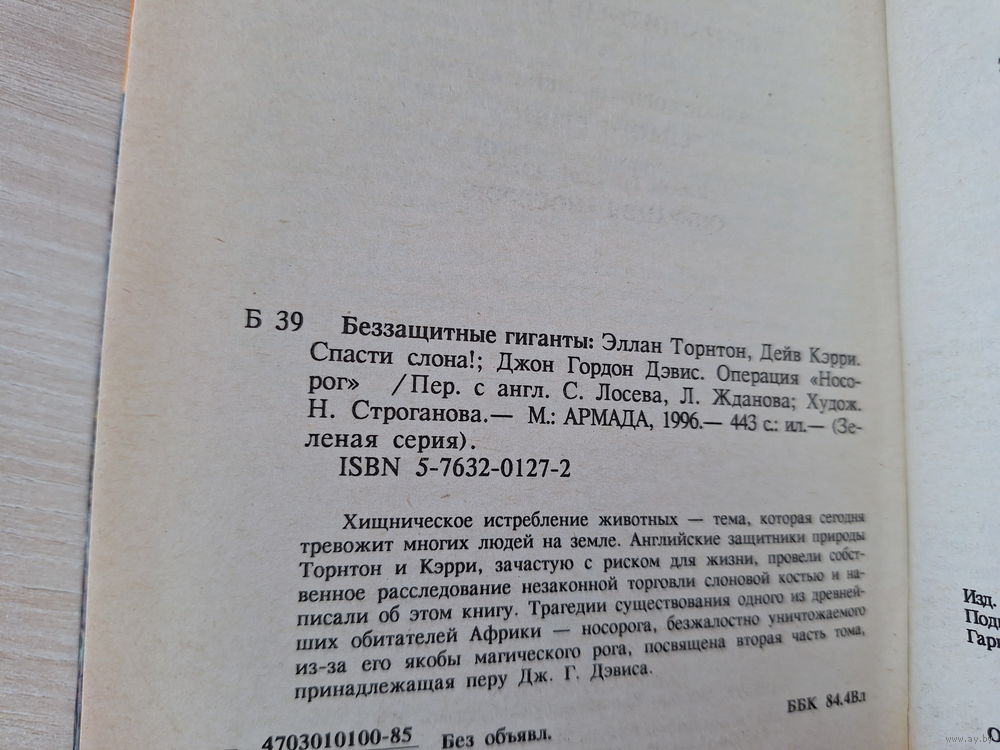 Б 39 Беззащитные гиганты: Эллан Торнтон, Дейв Кэрри.
Спасти слона!; Джон Гордон Дэвис. Операция «Носо-
рог» /Пер. с англ. С. Лосева, Л. Жданова; Худож.
Н. Строганова.— М.: АРМАДА, 1996.— 443 с.: ил.— (Зе-
леная серия).
ISBN 5-7632-0127-2
Хищническое истребление животных — тема, которая сегодня
тревожит многих людей на земле. Английские защитники природы
Торнтон и Кэрри, зачастую с риском для жизни, провели собст-
венное расследование незаконной торговли слоновой костью и на-
писали об этом книгу. Трагедии существования одного из древней-
ших обитателей Африки — носорога, безжалостно уничтожаемого
из-за его якобы магического рога, посвящена вторая часть тома,
принадлежащая перу Дж. Г. Дэвиса.
ББК 84.4Вл
4703010100-85 Без объявл.
Изд.
www.ay.by